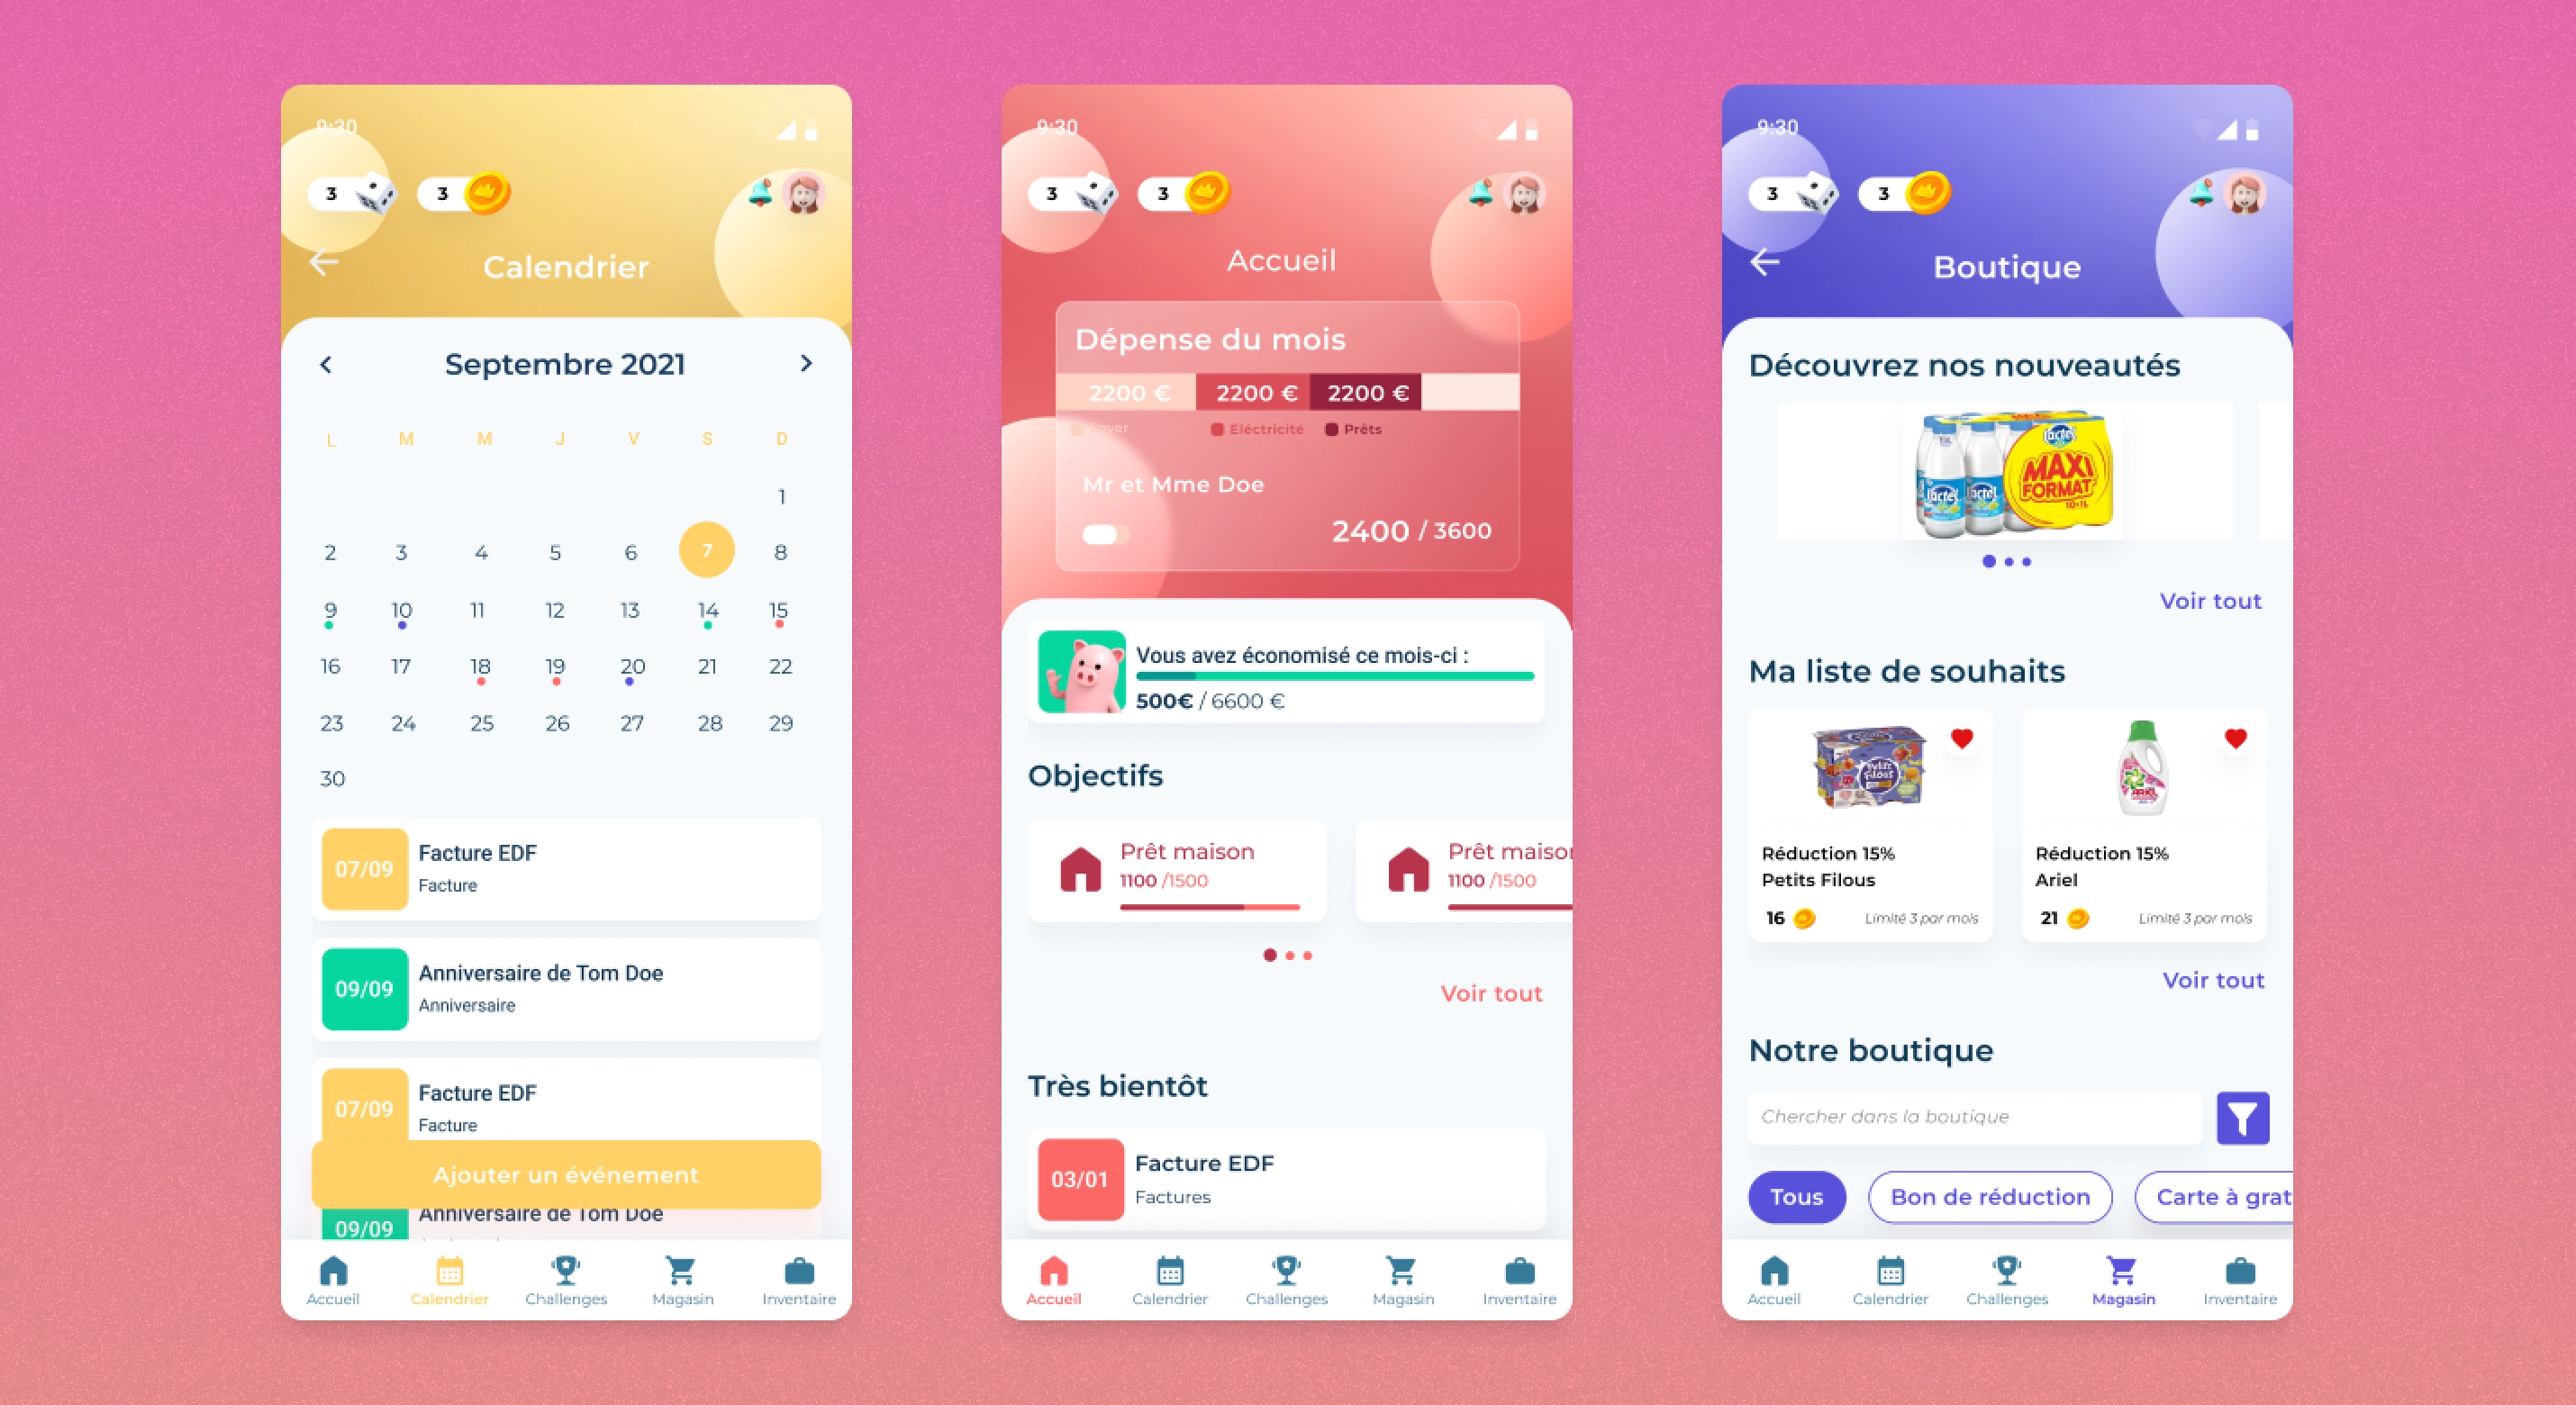 9:30
3
3
Calendrier
Septembre 2021
L M M J V S D
1
2 3 4 5 6 7 8
9 10 11 12 13 14 15
16 17 18 19 20 21 22
23 24 25 26 27 28 29
30
07/09
Facture EDF
Facture
09/09
Anniversaire de Tom Doe
Anniversaire
07/09
Facture EDF
Facture
Ajouter un événement
09/09
Anniversaire de Tom Doe
Accueil Calendrier Challenges Magasin Inventaire
9:30
3
3
Accueil
Dépense du mois
2200 € 2200 € 2200 €
Eléctricité Prêts
Mr et Mme Doe
2400 / 3600
Vous avez économisé ce mois-ci :
500€ / 6600 €
Objectifs
Prêt maison
1100 /1500
Prêt maison
1100 /1500
Voir tout
Très bientôt
03/01
Facture EDF
Factures
Accueil Calendrier Challenges Magasin Inventaire
9:30
3
3
Boutique
Découvrez nos nouveautés
lactel
lactel
lactel
MAXI
FORMAT
10x1L
Voir tout
Ma liste de souhaits
Petits
Filous
ARIEL
Réduction 15%
Petits Filous
16
Limité 3 par mois
Réduction 15%
Ariel
21
Limité 3 par mois
Voir tout
Notre boutique
Chercher dans la boutique
Tous
Bon de réduction
Carte à grat
Accueil Calendrier Challenges Magasin Inventaire